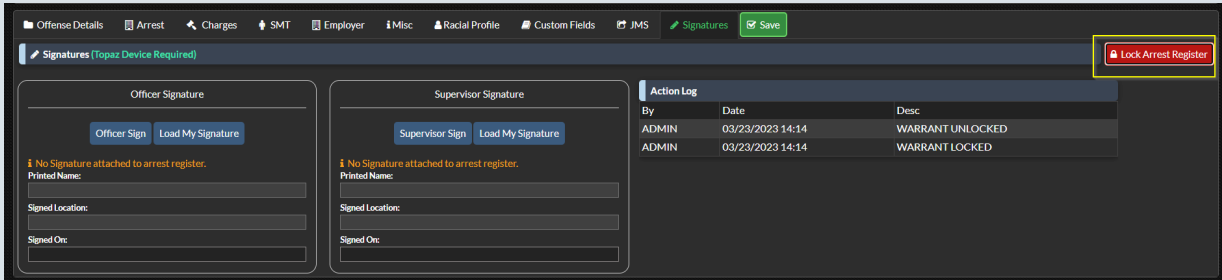 Offense Details Arrest Charges SMT Employer Misc Racial Profile Custom Fields JMS Signatures Save
Signatures (Topaz Device Required) Lock Arrest Register
Officer Signature
Officer Sign Load My Signature
No Signature attached to arrest register.
Printed Name:
Signed Location:
Signed On:
Supervisor Signature
Supervisor Sign Load My Signature
No Signature attached to arrest register.
Printed Name:
Signed Location:
Signed On:
Action Log
By Date Desc
ADMIN 03/23/2023 14:14 WARRANT UNLOCKED
ADMIN 03/23/2023 14:14 WARRANT LOCKED